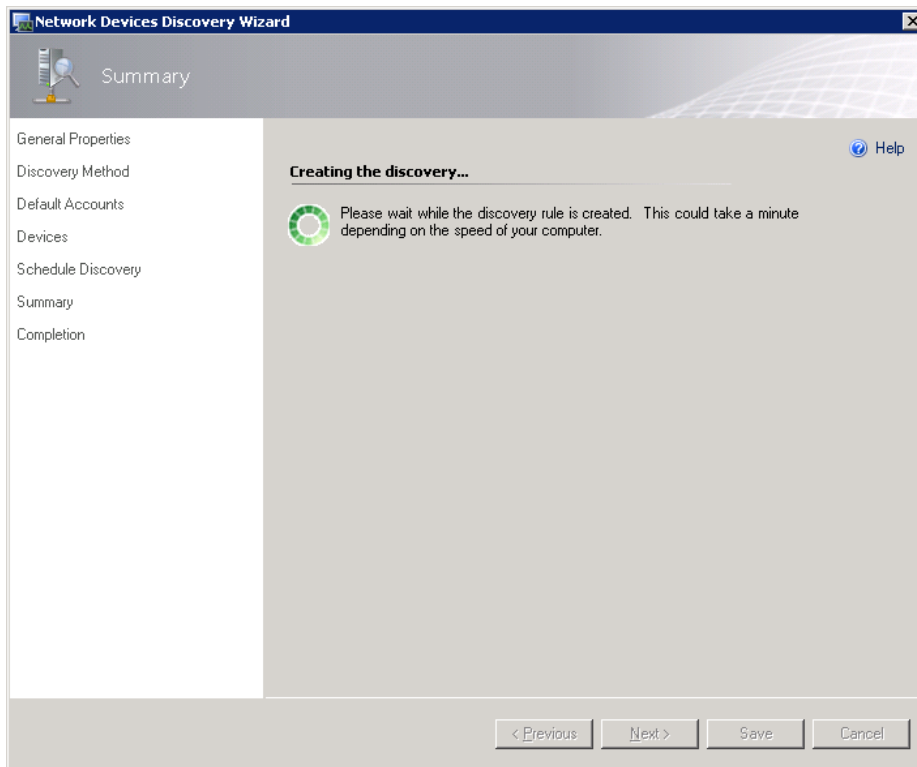 Network Devices Discovery Wizard
Summary
General Properties
Discovery Method
Default Accounts
Devices
Schedule Discovery
Summary
Completion
Help
Creating the discovery...
Please wait while the discovery rule is created.  This could take a minute
depending on the speed of your computer.
< Previous
Next >
Save
Cancel